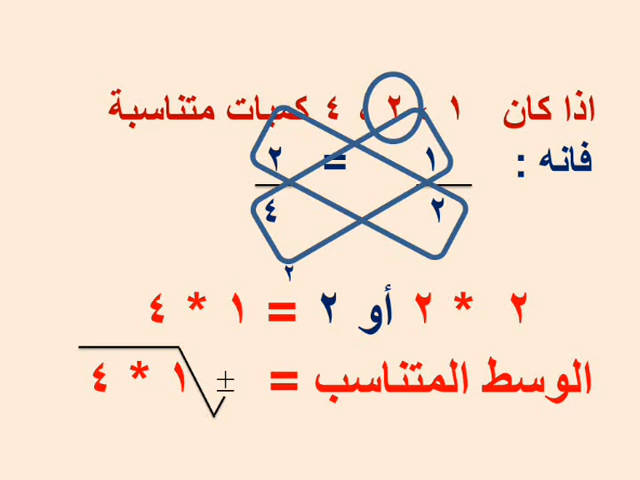 اذا كان ١ ، ٢ ، ٤ كميات متناسبة
فانه : ١ = ٢
٢ ٤
٢
٢ * ٢ أو ٢ = ١ * ٤
الوسط المتناسب = ± √ ١ * ٤